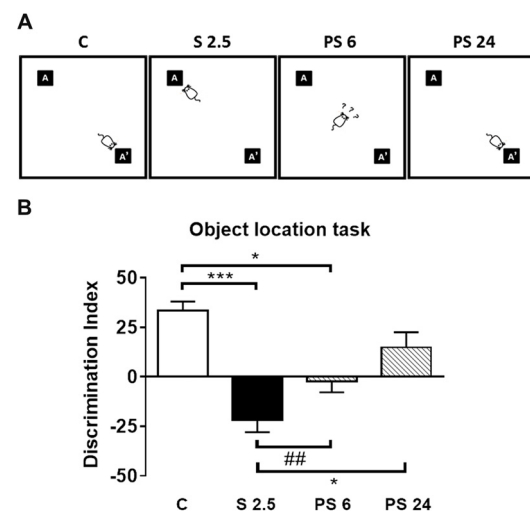 A
C S 2.5 PS 6 PS 24
A A A A
? ? ?
A' A' A' A'
B
Object location task
Discrimination Index
50
25
0
-25
-50
*
***
##
*
C S 2.5 PS 6 PS 24